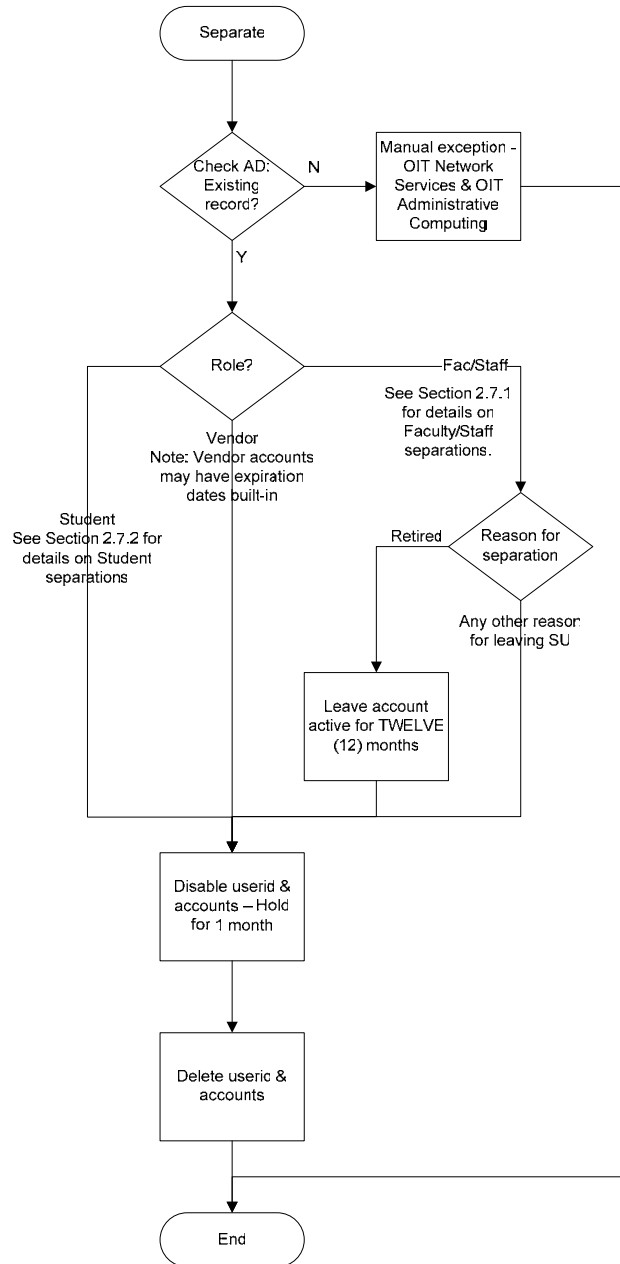 Separate
Check AD:
Existing
record?
N
Manual exception -
OIT Network
Services & OIT
Administrative
Computing
Y
Role?
Fac/Staff
See Section 2.7.1
for details on
Faculty/Staff
separations.
Vendor
Note: Vendor accounts
may have expiration
dates built-in
Student
See Section 2.7.2 for
details on Student
separations
Retired
Reason for
separation
Any other reason
for leaving SU
Leave account
active for TWELVE
(12) months
Disable userid &
accounts – Hold
for 1 month
Delete userid &
accounts
End